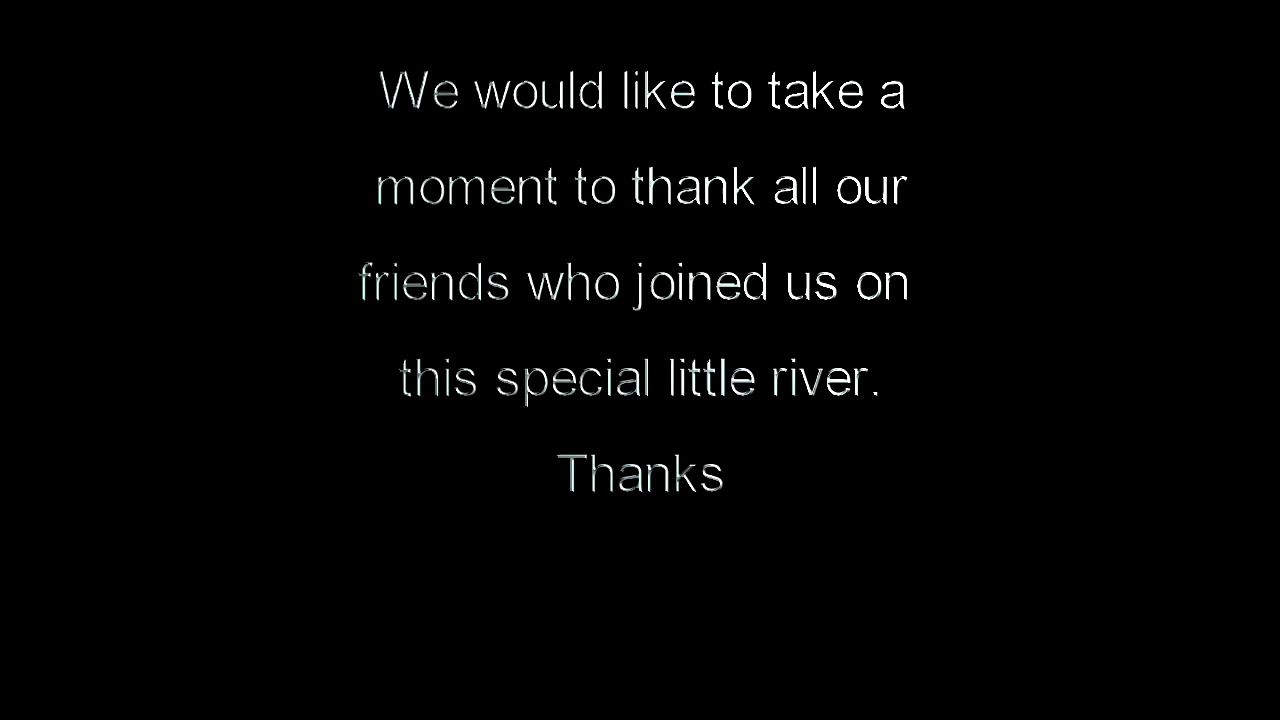 We would like to take a
moment to thank all our
friends who joined us on
this special little river.
Thanks